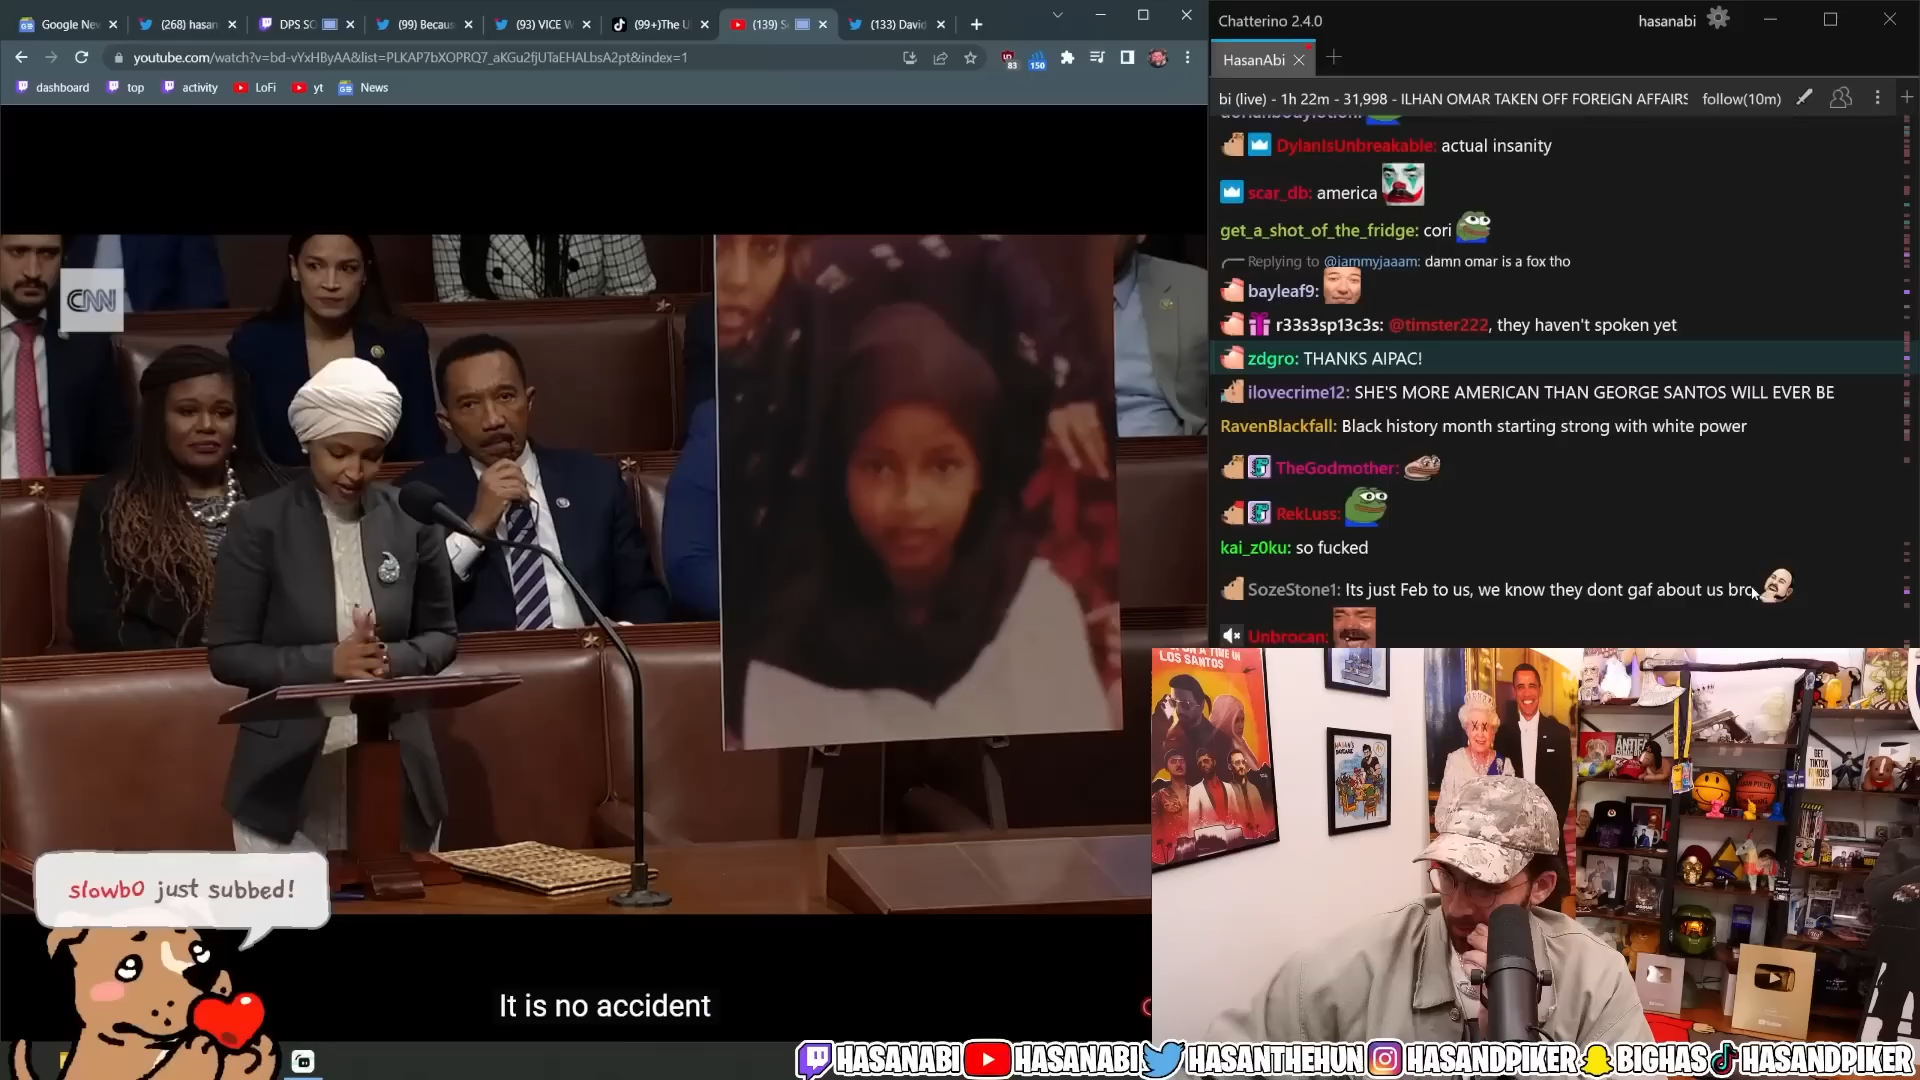 Google Nev
(268) hasan
DPS SC
(99) Becaus
(93) VICE W
(99+)The U
(139) S
(133) David
youtube.com/watch?v=bd-vYxHByAA&list=PLKAP7bXOPRQ7_aKGu2fjUTaEHALbsA2pt&index=1
83
150
dashboard
top
activity
LoFi
yt
News
CNN
It is no accident
slowb0 just subbed!
Chatterino 2.4.0
hasanabi
HasanAbi
bi (live) - 1h 22m - 31,998 - ILHAN OMAR TAKEN OFF FOREIGN AFFAIRS
follow(10m)
DylanIsUnbreakable: actual insanity
scar_db: america
get_a_shot_of_the_fridge: cori
Replying to @iammyjaaam: damn omar is a fox tho
bayleaf9:
r33s3sp13c3s: @timster222, they haven't spoken yet
zdgro: THANKS AIPAC!
ilovecrime12: SHE'S MORE AMERICAN THAN GEORGE SANTOS WILL EVER BE
RavenBlackfall: Black history month starting strong with white power
TheGodmother:
RekLuss:
kai_z0ku: so fucked
SozeStone1: Its just Feb to us, we know they dont gaf about us bro
Unbrocan:
LOS SANTOS
GET
TIKTOK
FAMOUS
FAST
HASANABI HASANABI HASANTHEHUN HASANDPIKER BIGHAS HASANDPIKER